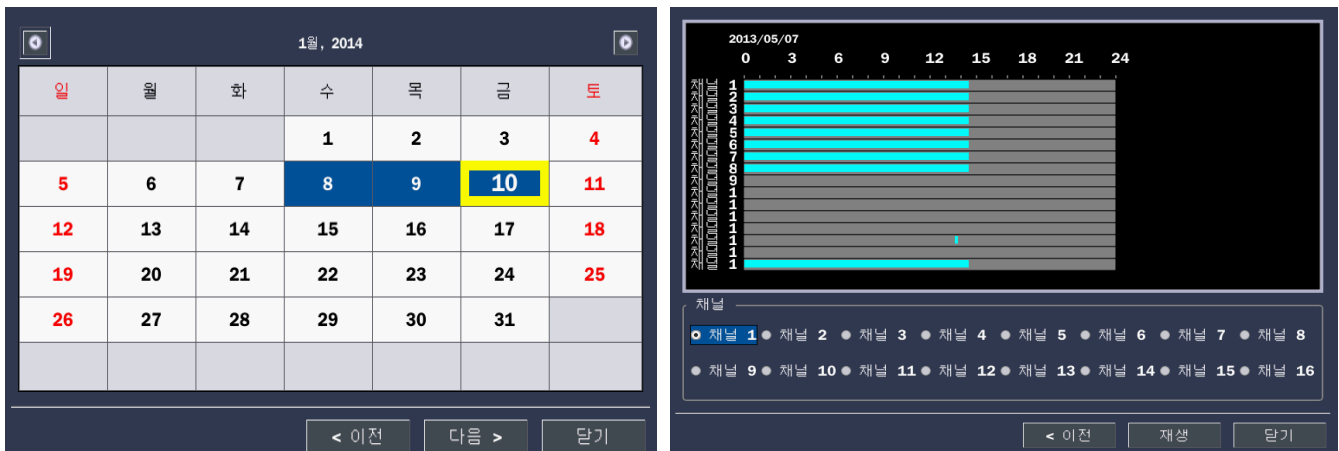 1월, 2014
일 월 화 수 목 금 토
1 2 3 4
5 6 7 8 9 10 11
12 13 14 15 16 17 18
19 20 21 22 23 24 25
26 27 28 29 30 31
< 이전 다음 > 닫기
2013/05/07
0 3 6 9 12 15 18 21 24
채널 1
채널 2
채널 3
채널 4
채널 5
채널 6
채널 7
채널 8
채널 9
채널 1
채널 1
채널 1
채널 1
채널 1
채널 1
채널 1
채널
채널 1 채널 2 채널 3 채널 4 채널 5 채널 6 채널 7 채널 8
채널 9 채널 10 채널 11 채널 12 채널 13 채널 14 채널 15 채널 16
< 이전 재생 닫기